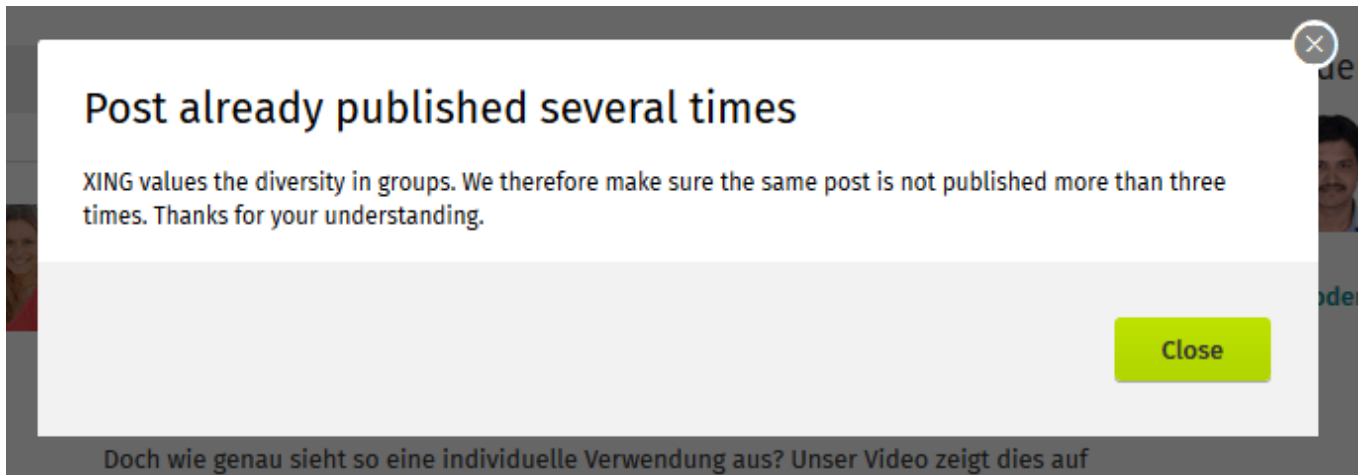 Post already published several times
XING values the diversity in groups. We therefore make sure the same post is not published more than three
times. Thanks for your understanding.
Close
Doch wie genau sieht so eine individuelle Verwendung aus? Unser Video zeigt dies auf